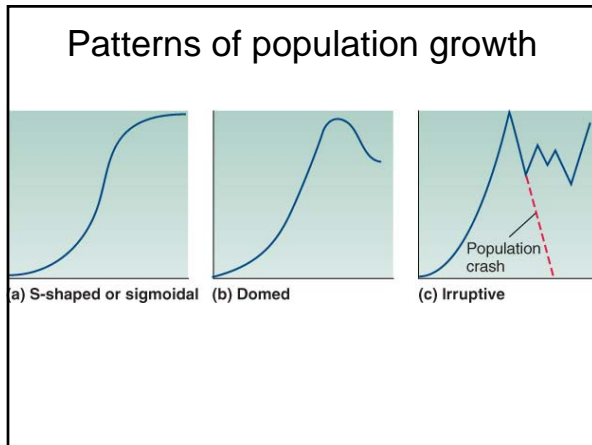 Patterns of population growth
Population
crash
(a) S-shaped or sigmoidal
(b) Domed
(c) Irruptive